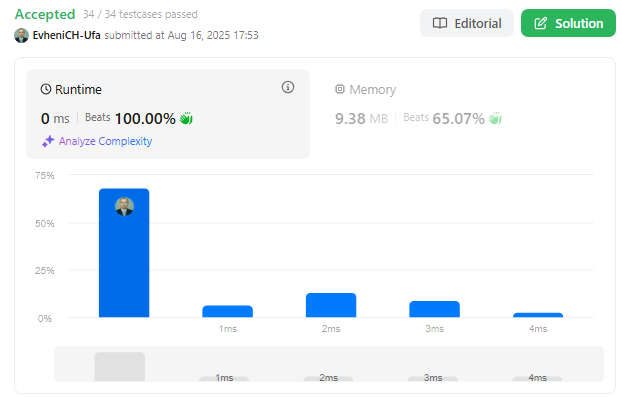 Accepted 34 / 34 testcases passed
EvheniCH-Ufa submitted at Aug 16, 2025 17:53
Editorial
Solution
Runtime
0 ms | Beats 100.00%
Analyze Complexity
Memory
9.38 MB | Beats 65.07%
75%
50%
25%
0%
1ms 2ms 3ms 4ms
1ms 2ms 3ms 4ms